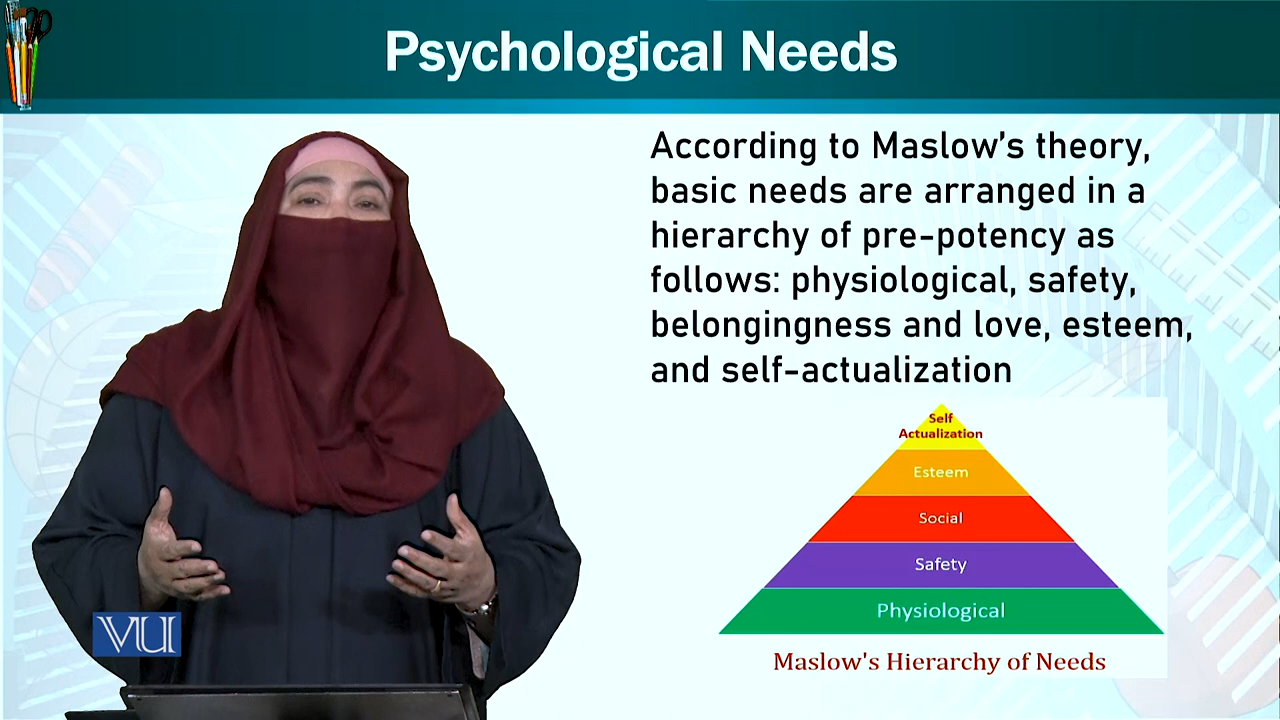 Psychological Needs
According to Maslow's theory,
basic needs are arranged in a
hierarchy of pre-potency as
follows: physiological, safety,
belongingness and love, esteem,
and self-actualization
Self
Actualization
Esteem
Social
Safety
Physiological
Maslow's Hierarchy of Needs
VU